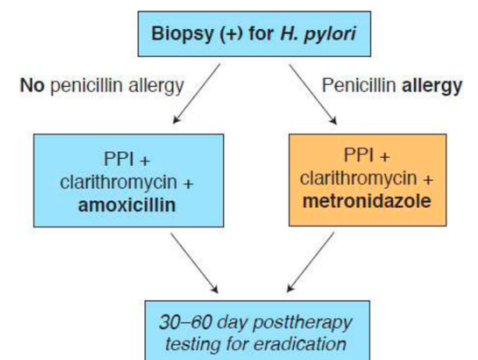 Biopsy (+) for H. pylori
No penicillin allergy
Penicillin allergy
PPI +
clarithromycin +
amoxicillin
PPI +
clarithromycin +
metronidazole
30–60 day posttherapy
testing for eradication